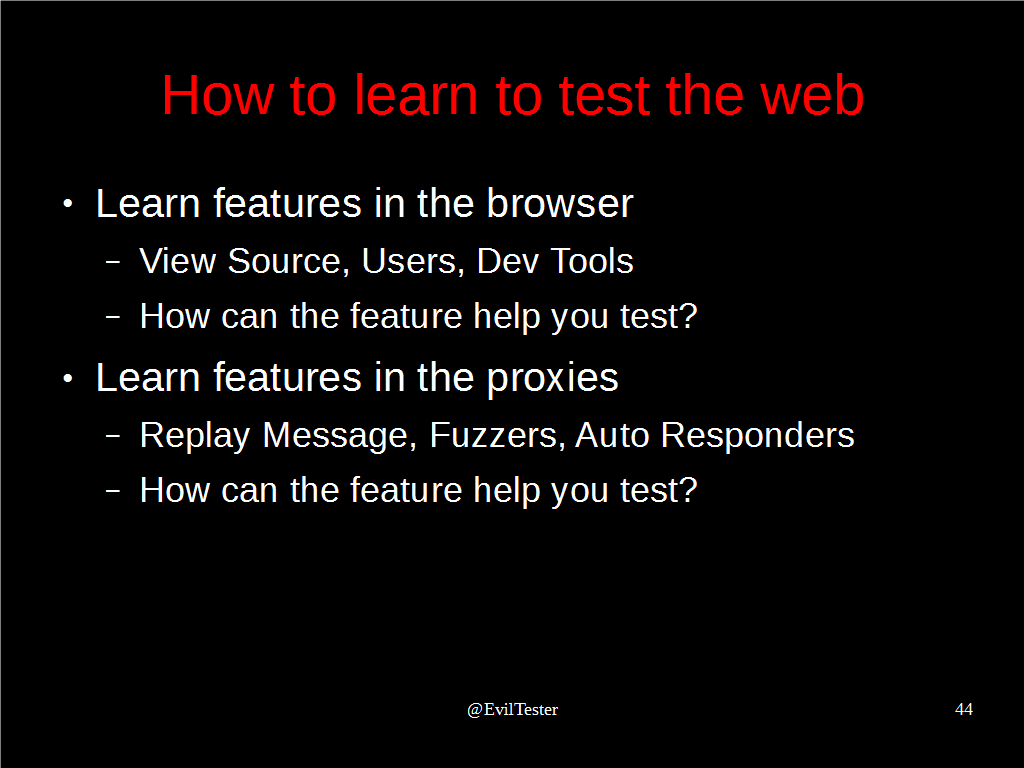 How to learn to test the web
• Learn features in the browser
– View Source, Users, Dev Tools
– How can the feature help you test?
• Learn features in the proxies
– Replay Message, Fuzzers, Auto Responders
– How can the feature help you test?
@EvilTester
44